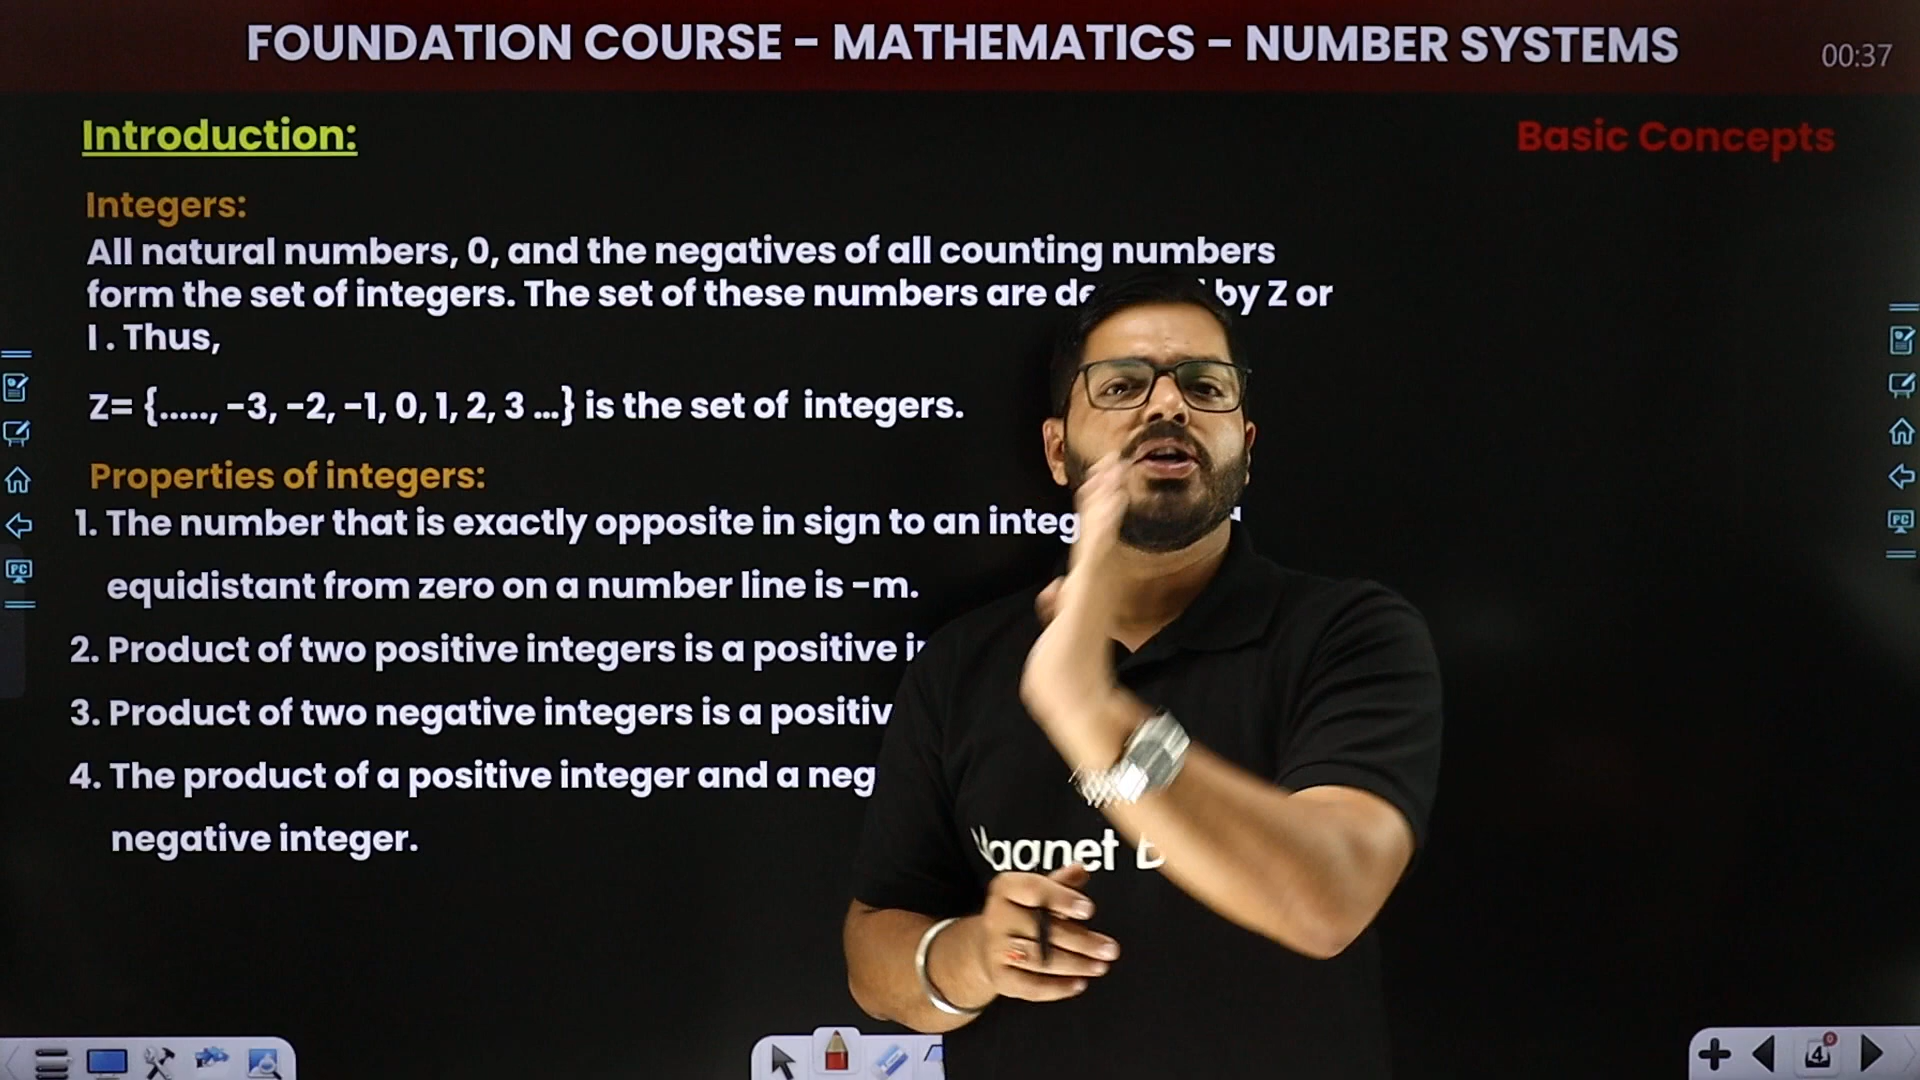 FOUNDATION COURSE - MATHEMATICS - NUMBER SYSTEMS
00:37
Introduction:
Basic Concepts
Integers:
All natural numbers, 0, and the negatives of all counting numbers
form the set of integers. The set of these numbers are by Z or
I . Thus,
Z= {....., -3, -2, -1, 0, 1, 2, 3 ...} is the set of integers.
Properties of integers:
1. The number that is exactly opposite in sign to an
equidistant from zero on a number line is -m.
2. Product of two positive integers is a positive
3. Product of two negative integers is a
4. The product of a positive integer and a
negative integer.
PC
PC
4